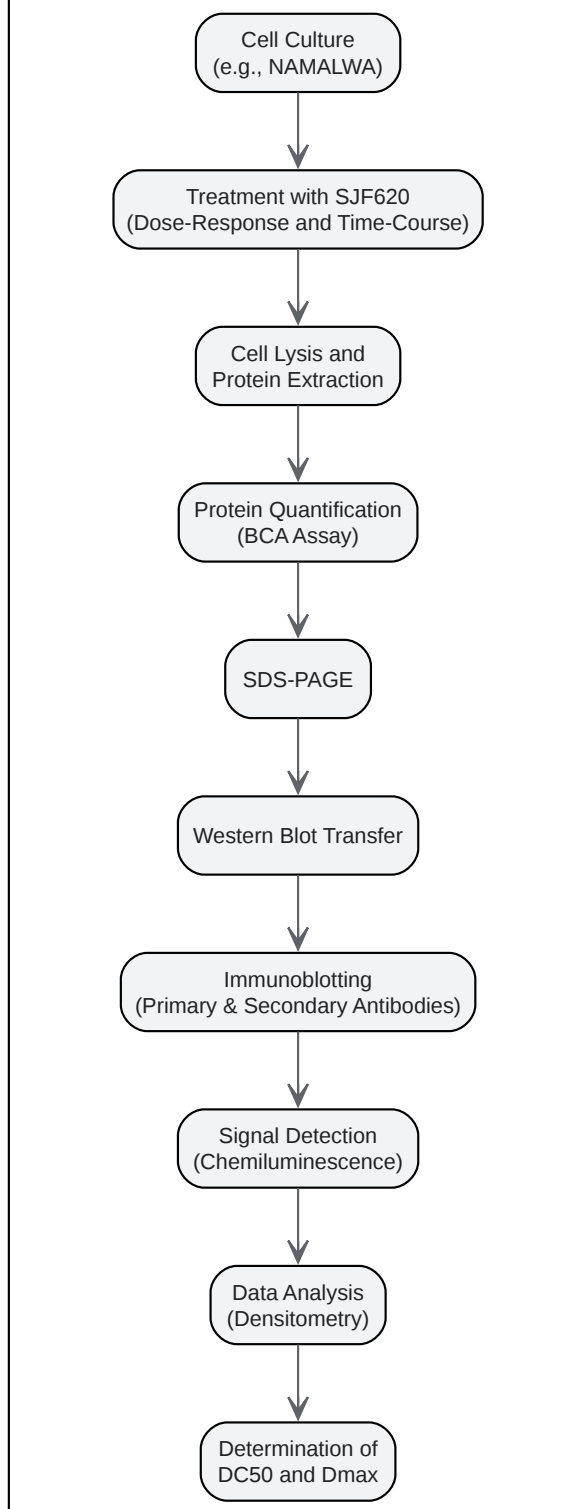 Cell Culture
(e.g., NAMALWA)
Treatment with SJF620
(Dose-Response and Time-Course)
Cell Lysis and
Protein Extraction
Protein Quantification
(BCA Assay)
SDS-PAGE
Western Blot Transfer
Immunoblotting
(Primary & Secondary Antibodies)
Signal Detection
(Chemiluminescence)
Data Analysis
(Densitometry)
Determination of
DC50 and Dmax